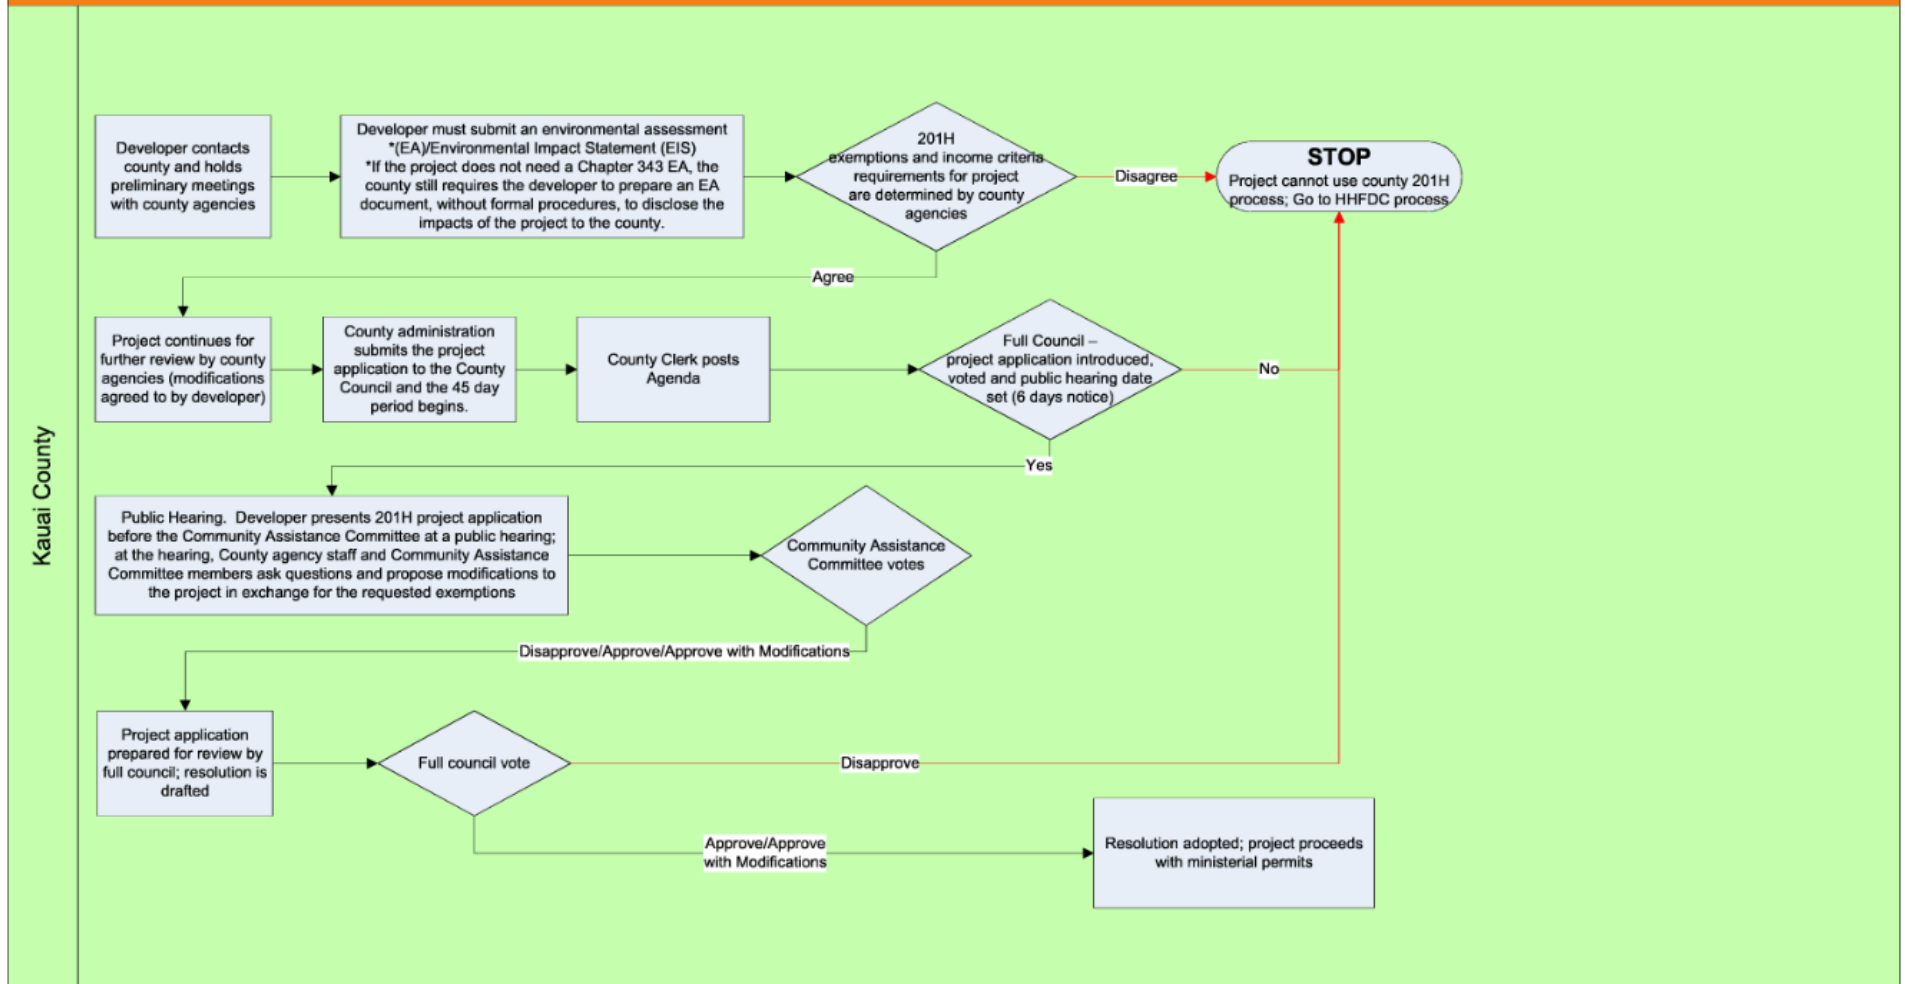 Kauai County
Developer contacts
county and holds
preliminary meetings
with county agencies
Developer must submit an environmental assessment
*(EA)/Environmental Impact Statement (EIS)
*If the project does not need a Chapter 343 EA, the
county still requires the developer to prepare an EA
document, without formal procedures, to disclose the
impacts of the project to the county.
201H
exemptions and income criteria
requirements for project
are determined by county
agencies
Disagree
STOP
Project cannot use county 201H
process; Go to HHFDC process
Agree
Project continues for
further review by county
agencies (modifications
agreed to by developer)
County administration
submits the project
application to the County
Council and the 45 day
period begins.
County Clerk posts
Agenda
Full Council –
project application introduced,
voted and public hearing date
set (6 days notice)
No
Yes
Public Hearing.  Developer presents 201H project application
before the Community Assistance Committee at a public hearing;
at the hearing, County agency staff and Community Assistance
Committee members ask questions and propose modifications to
the project in exchange for the requested exemptions
Community Assistance
Committee votes
Disapprove/Approve/Approve with Modifications
Project application
prepared for review by
full council; resolution is
drafted
Full council vote
Disapprove
Approve/Approve
with Modifications
Resolution adopted; project proceeds
with ministerial permits